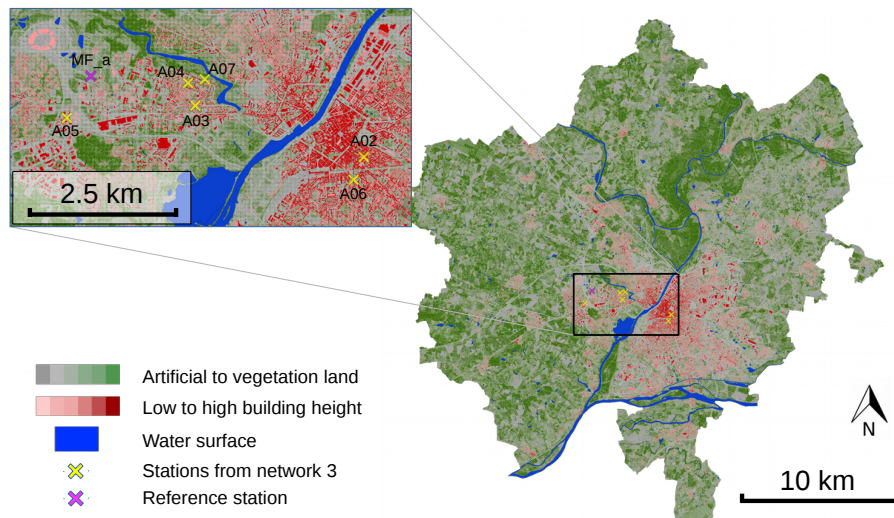 MF_a
A04
A07
A03
A05
A02
A06
2.5 km
Artificial to vegetation land
Low to high building height
Water surface
Stations from network 3
Reference station
N
10 km